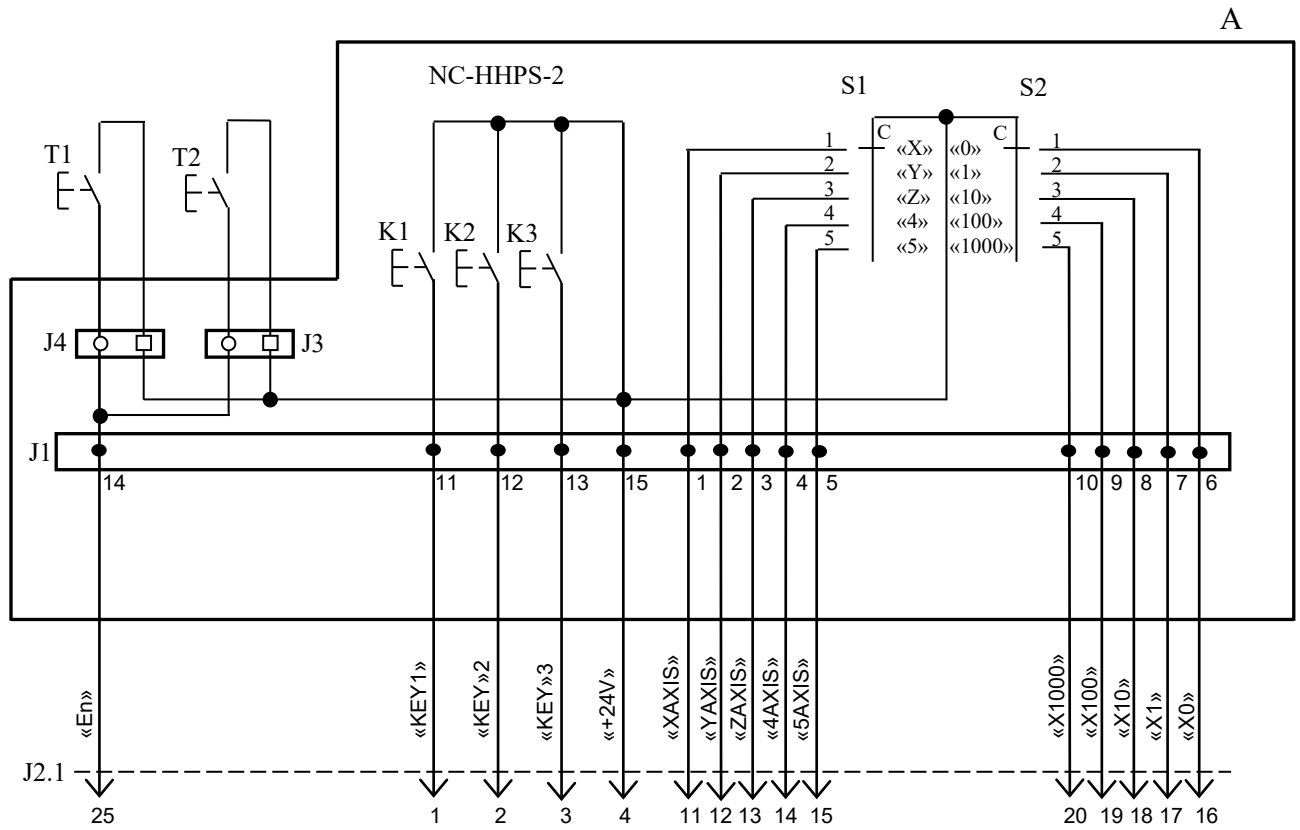 A
NC-HHPS-2
S1 S2
T1 T2
C C
1 «X» «0» 1
2 «Y» «1» 2
3 «Z» «10» 3
4 «4» «100» 4
5 «5» «1000» 5
K1 K2 K3
J4 J3
J1
14 11 12 13 15 1 2 3 4 5 10 9 8 7 6
«En» «KEY1» «KEY»2 «KEY»3 «+24V» «XAXIS» «YAXIS» «ZAXIS» «4AXIS» «5AXIS» «X1000» «X100» «X10» «X1» «X0»
J2.1
25 1 2 3 4 11 12 13 14 15 20 19 18 17 16